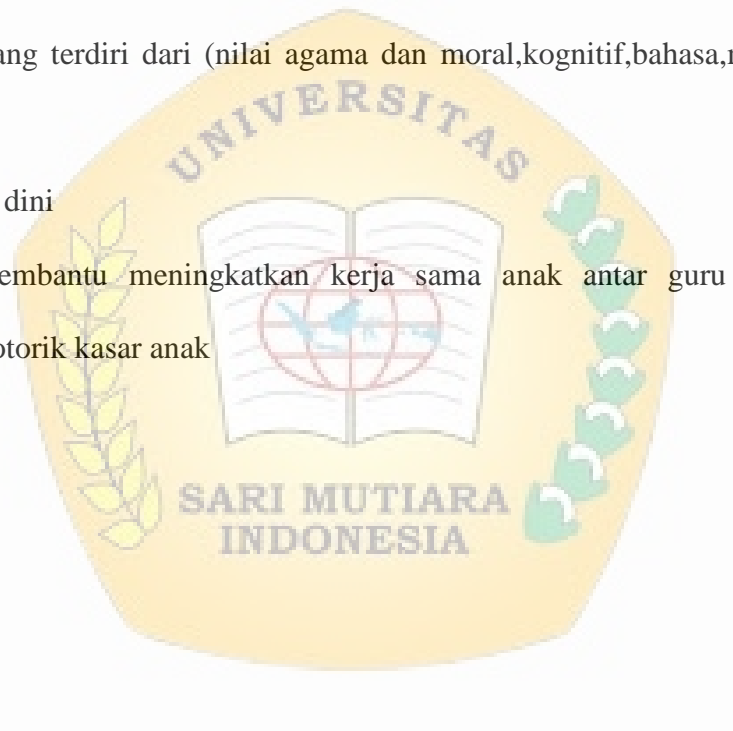 ang terdiri dari (nilai agama dan moral,kognitif,bahasa,
UNIVERSITAS
dini
embantu meningkatkan kerja sama anak antar guru
otorik kasar anak
SARI MUTIARA
INDONESIA